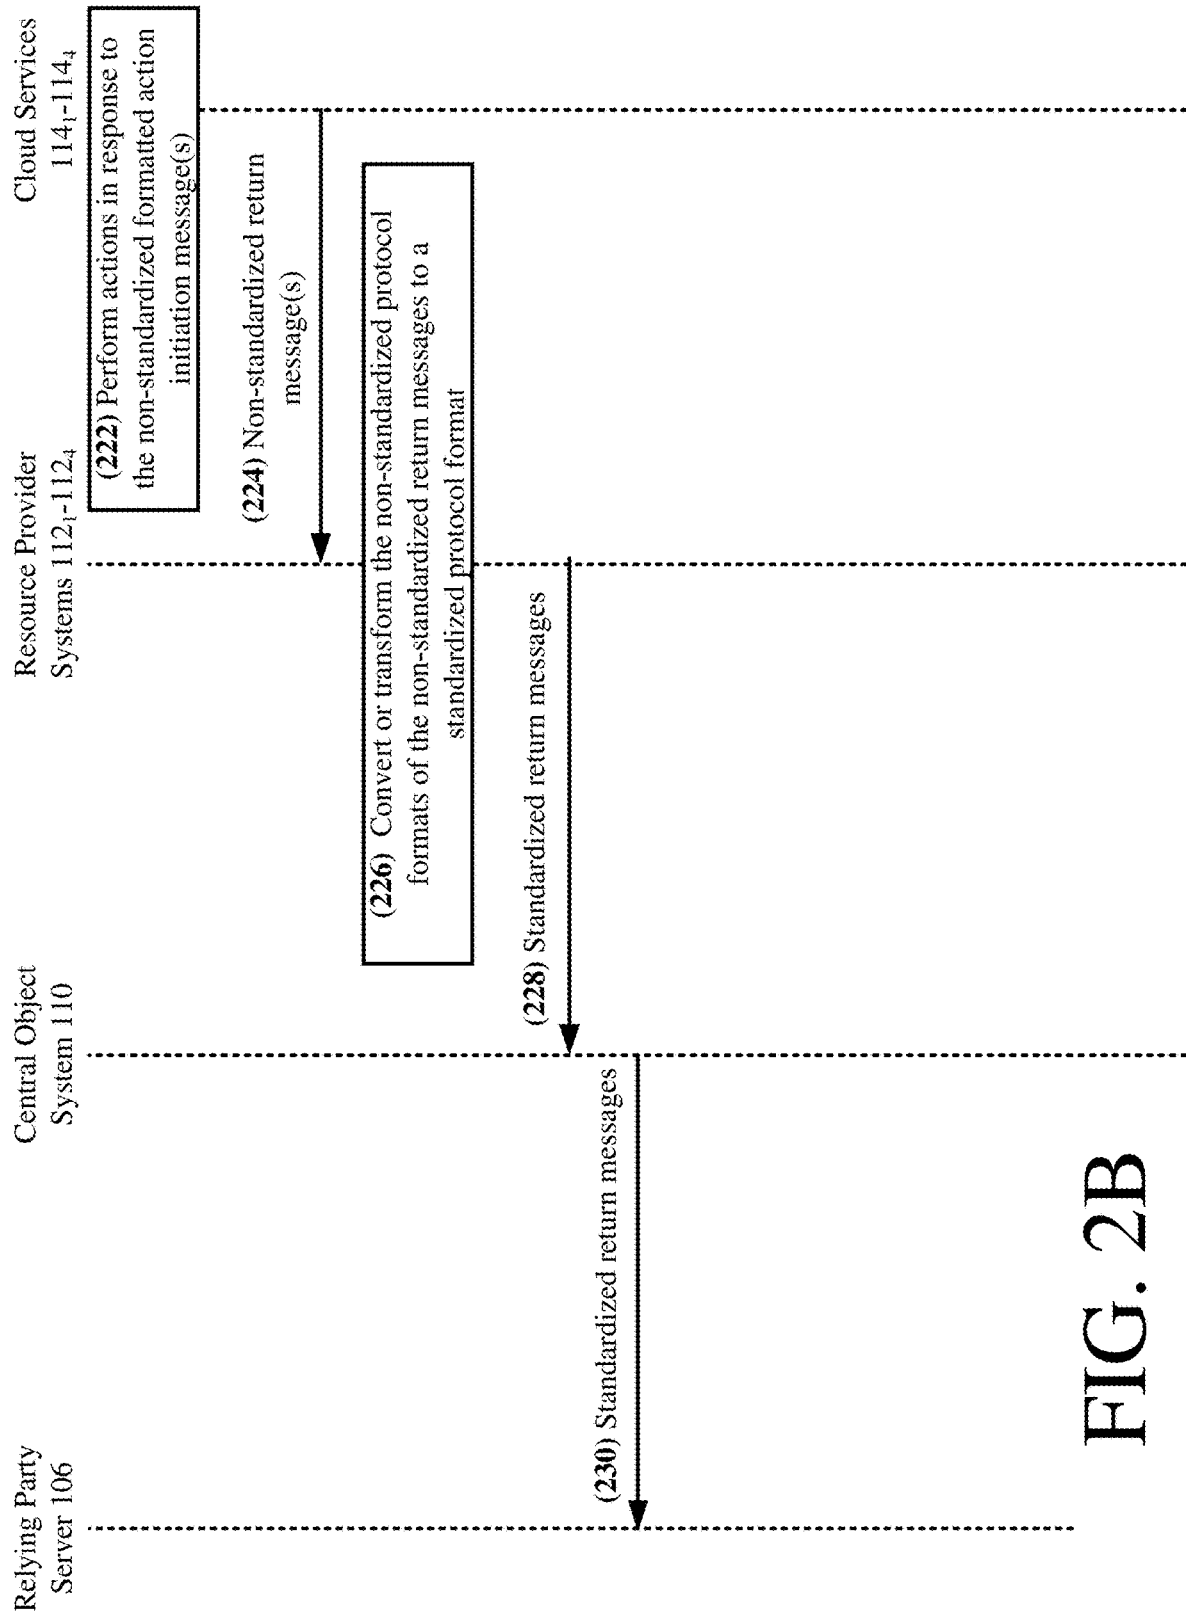 Relying Party
Server 106
Central Object
System 110
Resource Provider
Systems 112₁-112₄
Cloud Services
114₁-114₄
(222) Perform actions in response to
the non-standardized formatted action
initiation message(s)
(224) Non-standardized return
message(s)
(226) Convert or transform the non-standardized protocol
formats of the non-standardized return messages to a
standardized protocol format
(228) Standardized return messages
(230) Standardized return messages
FIG. 2B